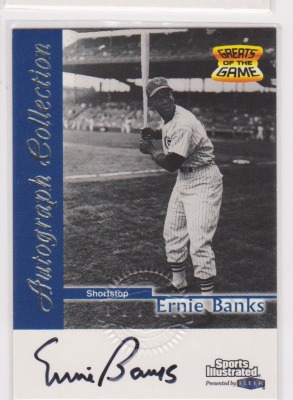 GREATS OF THE
GAME
Autograph Collection
Shortstop
Ernie Banks
Ernie Banks
Sports
Illustrated
Presented by FLEER